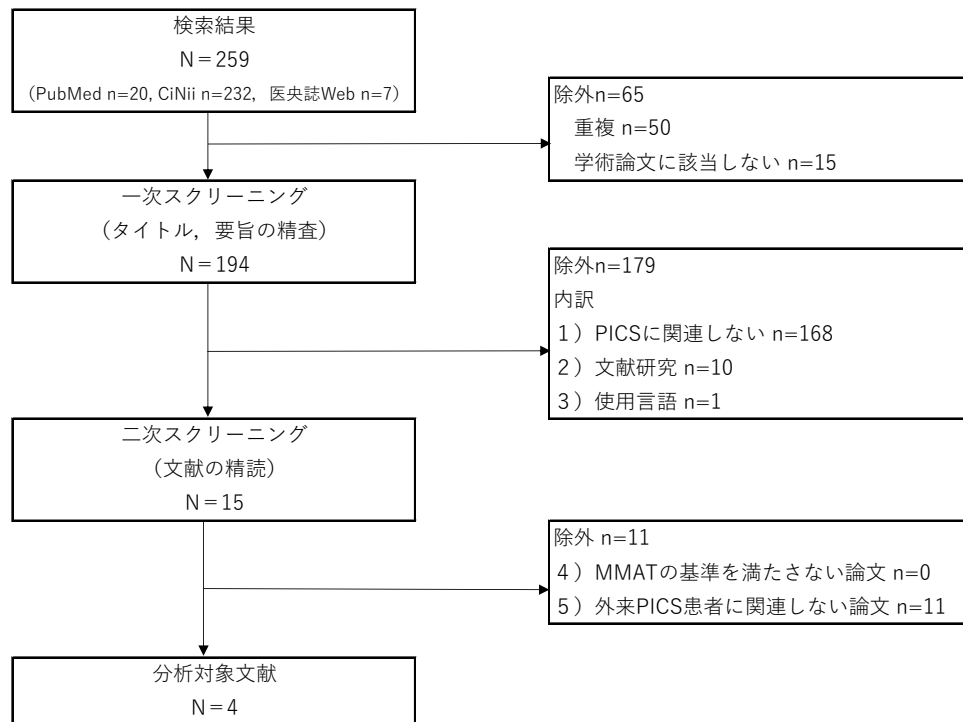 検索結果
N＝259
（PubMed n=20, CiNii n=232，医央誌Web n=7）
除外n=65
重複 n=50
学術論文に該当しない n=15
一次スクリーニング
（タイトル，要旨の精査）
N＝194
除外n=179
内訳
１）PICSに関連しない n=168
２）文献研究 n=10
３）使用言語 n=1
二次スクリーニング
（文献の精読）
N＝15
除外 n=11
４）MMATの基準を満たさない論文 n=0
５）外来PICS患者に関連しない論文 n=11
分析対象文献
N＝4